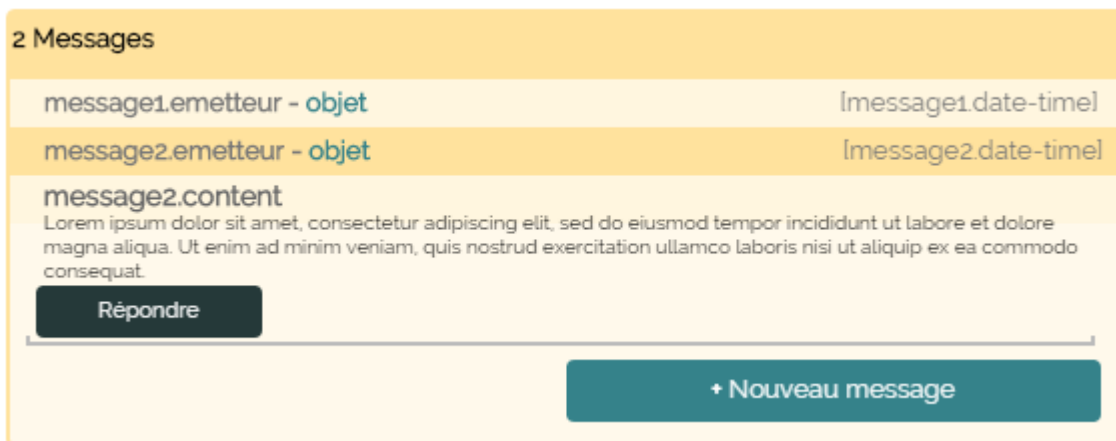 2 Messages
message1.emetteur - objet [message1.date-time]
message2.emetteur - objet [message2.date-time]
message2.content
Lorem ipsum dolor sit amet, consectetur adipiscing elit, sed do eiusmod tempor incididunt ut labore et dolore
magna aliqua. Ut enim ad minim veniam, quis nostrud exercitation ullamco laboris nisi ut aliquip ex ea commodo
consequat.
Répondre
+ Nouveau message